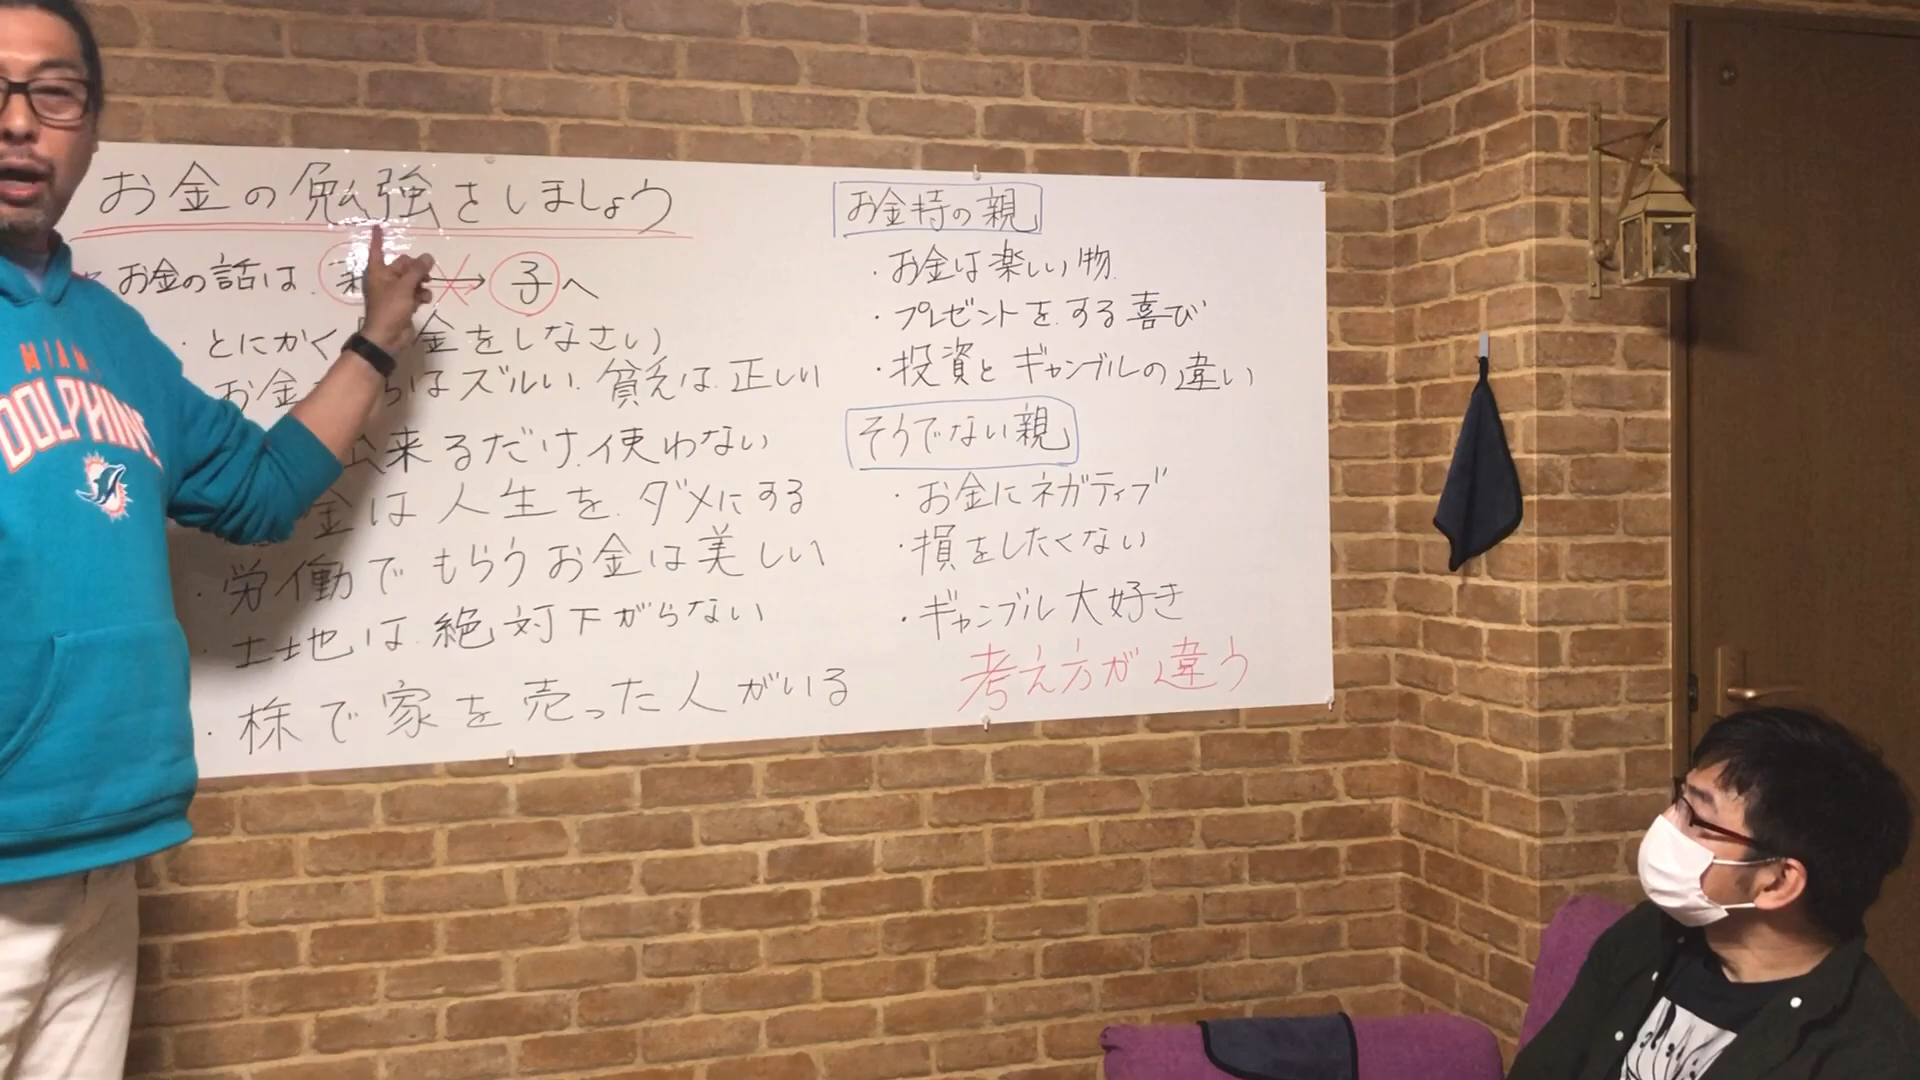 お金の勉強をしましょう
お金の話は 子へ
・とにかく 金をしなさい
お金 ちはズルい 貧乏は正しい
来るだけ使わない
金は人生をダメにする
・労働でもらうお金は美しい
・土地は絶対下がらない
・株で家を売った人がいる
お金持の親
・お金は楽しい物
・プレゼントをする喜び
・投資とギャンブルの違い
そうでない親
・お金にネガティブ
・損をしたくない
・ギャンブル大好き
考え方が違う
MIAMI
DOLPHINS